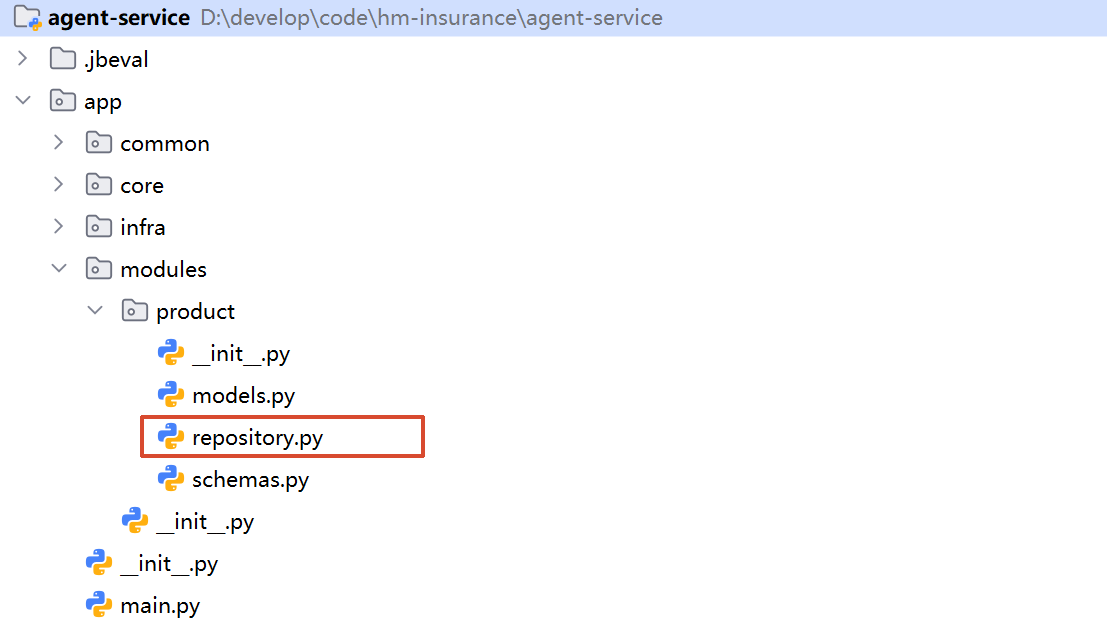 agent-service D:\develop\code\hm-insurance\agent-service
.jbeval
app
common
core
infra
modules
product
__init__.py
models.py
repository.py
schemas.py
__init__.py
__init__.py
main.py